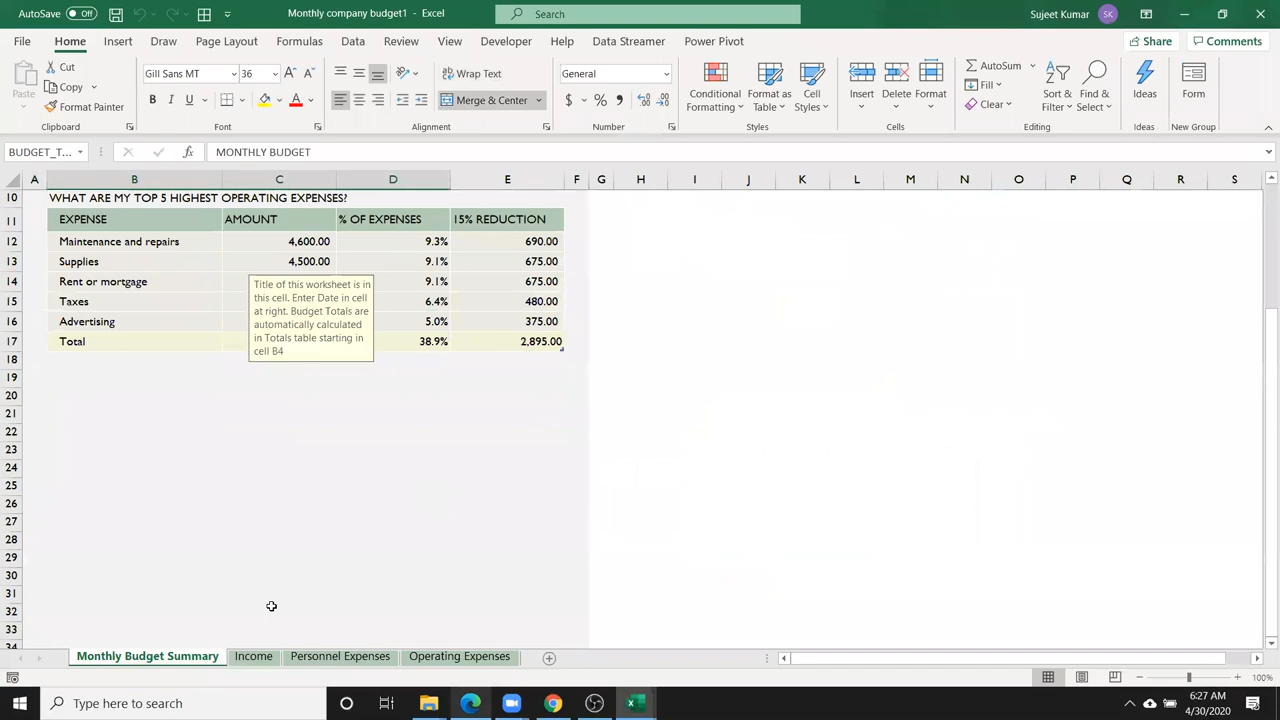 AutoSave Off Monthly company budget1 - Excel Search Sujeet Kumar SK
File Home Insert Draw Page Layout Formulas Data Review View Developer Help Data Streamer Power Pivot Share Comments
Paste Cut Copy Format Painter Clipboard
Gill Sans MT 36 A A B I U A Font
ab Wrap Text Merge & Center Alignment
General $ % , Number
Conditional Formatting Format as Table Cell Styles Styles
Insert Delete Format Cells
AutoSum Fill Clear Sort & Filter Find & Select Editing
Ideas Ideas
Form New Group
BUDGET_T... fx MONTHLY BUDGET
A B C D E F G H I J K L M N O P Q R S
10 WHAT ARE MY TOP 5 HIGHEST OPERATING EXPENSES?
11 EXPENSE AMOUNT % OF EXPENSES 15% REDUCTION
12 Maintenance and repairs 4,600.00 9.3% 690.00
13 Supplies 4,500.00 9.1% 675.00
14 Rent or mortgage 9.1% 675.00
15 Taxes 6.4% 480.00
16 Advertising 5.0% 375.00
17 Total 38.9% 2,895.00
Title of this worksheet is in
this cell. Enter Date in cell
at right. Budget Totals are
automatically calculated
in Totals table starting in
cell B4
18
19
20
21
22
23
24
25
26
27
28
29
30
31
32
33
34
Monthly Budget Summary Income Personnel Expenses Operating Expenses
100%
Type here to search 6:27 AM
4/30/2020